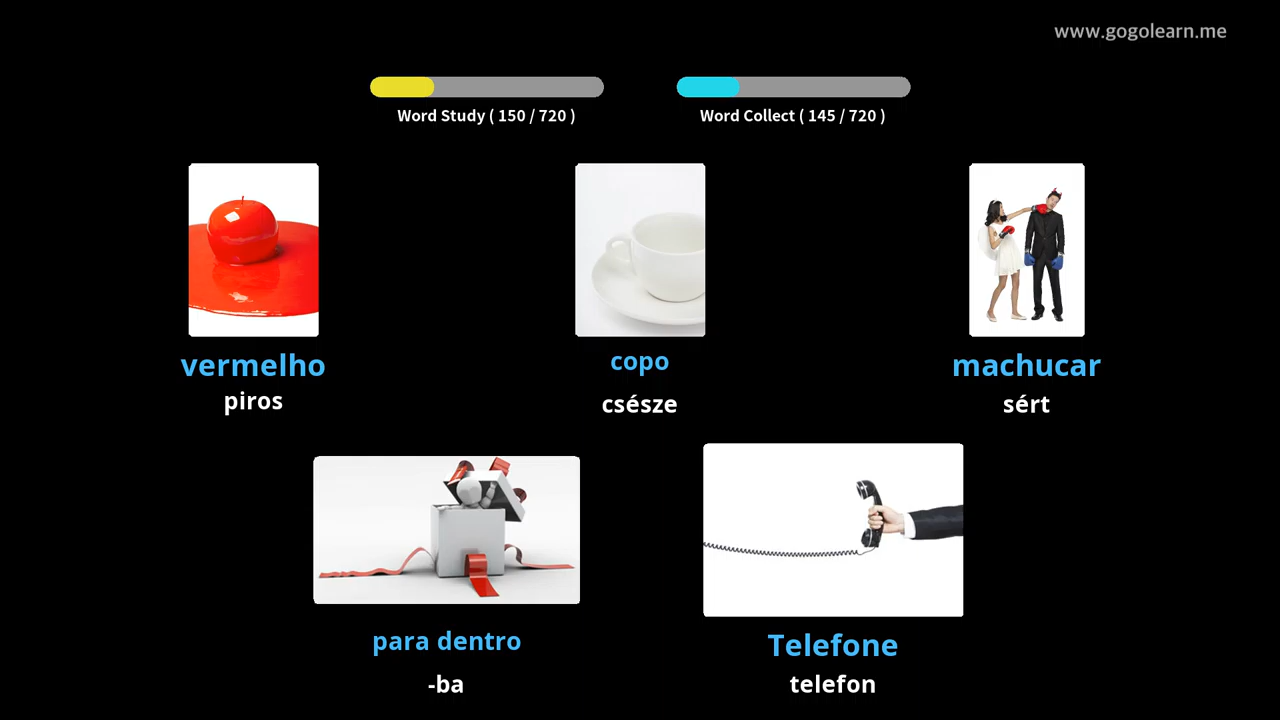 www.gogolearn.me
Word Study ( 150 / 720 )
Word Collect ( 145 / 720 )
vermelho
piros
copo
csésze
machucar
sért
para dentro
-ba
Telefone
telefon